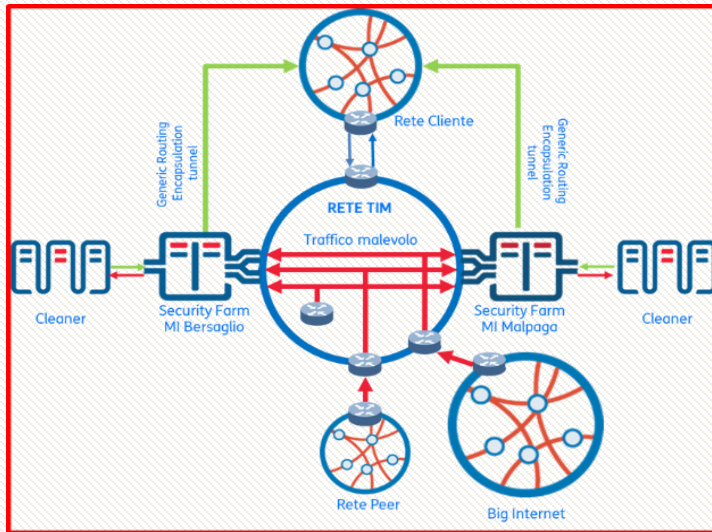 Rete Cliente
Generic Routing
Encapsulation
tunnel
Generic Routing
Encapsulation
tunnel
RETE TIM
Traffico malevolo
Cleaner
Security Farm
MI Bersaglio
Security Farm
MI Malpaga
Cleaner
Rete Peer
Big Internet